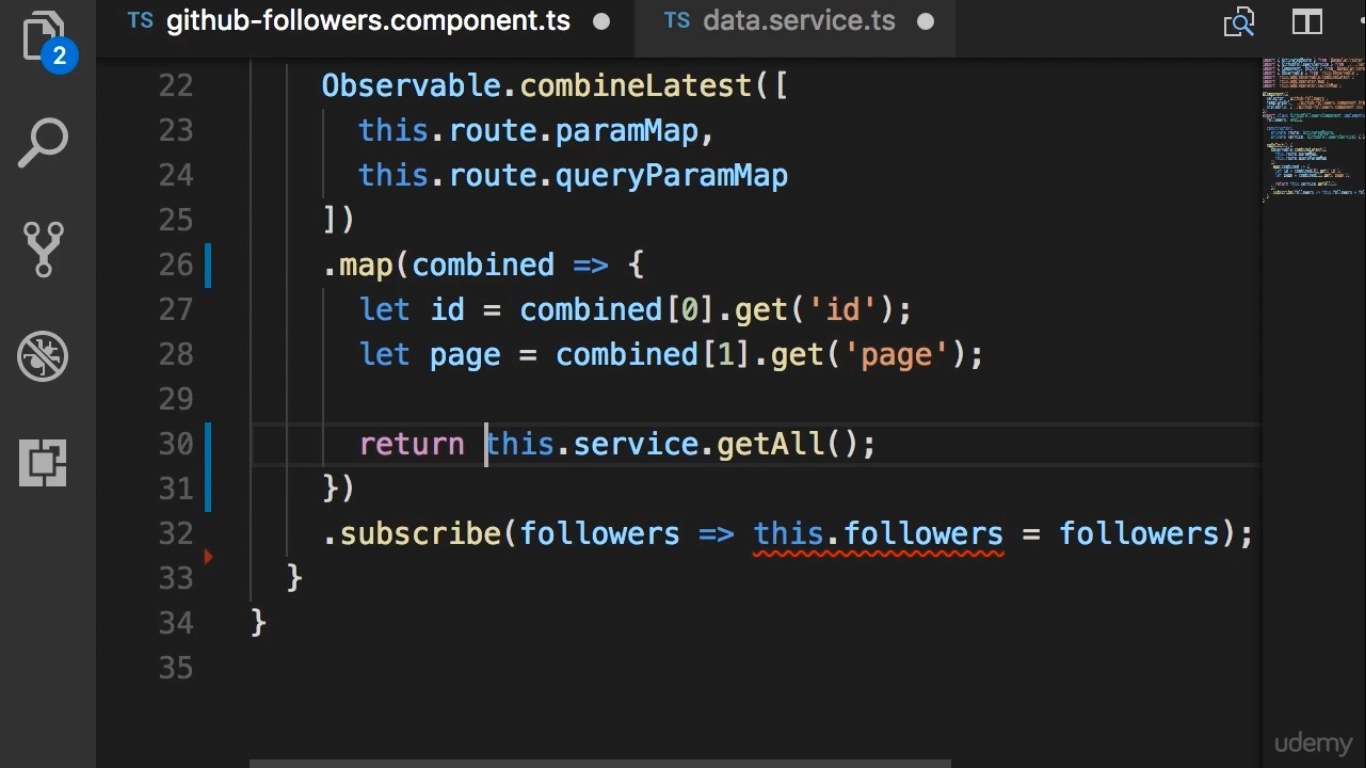 TS github-followers.component.ts ● TS data.service.ts ●
2
22 Observable.combineLatest([
23 this.route.paramMap,
24 this.route.queryParamMap
25 ])
26 .map(combined => {
27 let id = combined[0].get('id');
28 let page = combined[1].get('page');
29
30 return this.service.getAll();
31 })
32 .subscribe(followers => this.followers = followers);
33 }
34 }
35
udemy